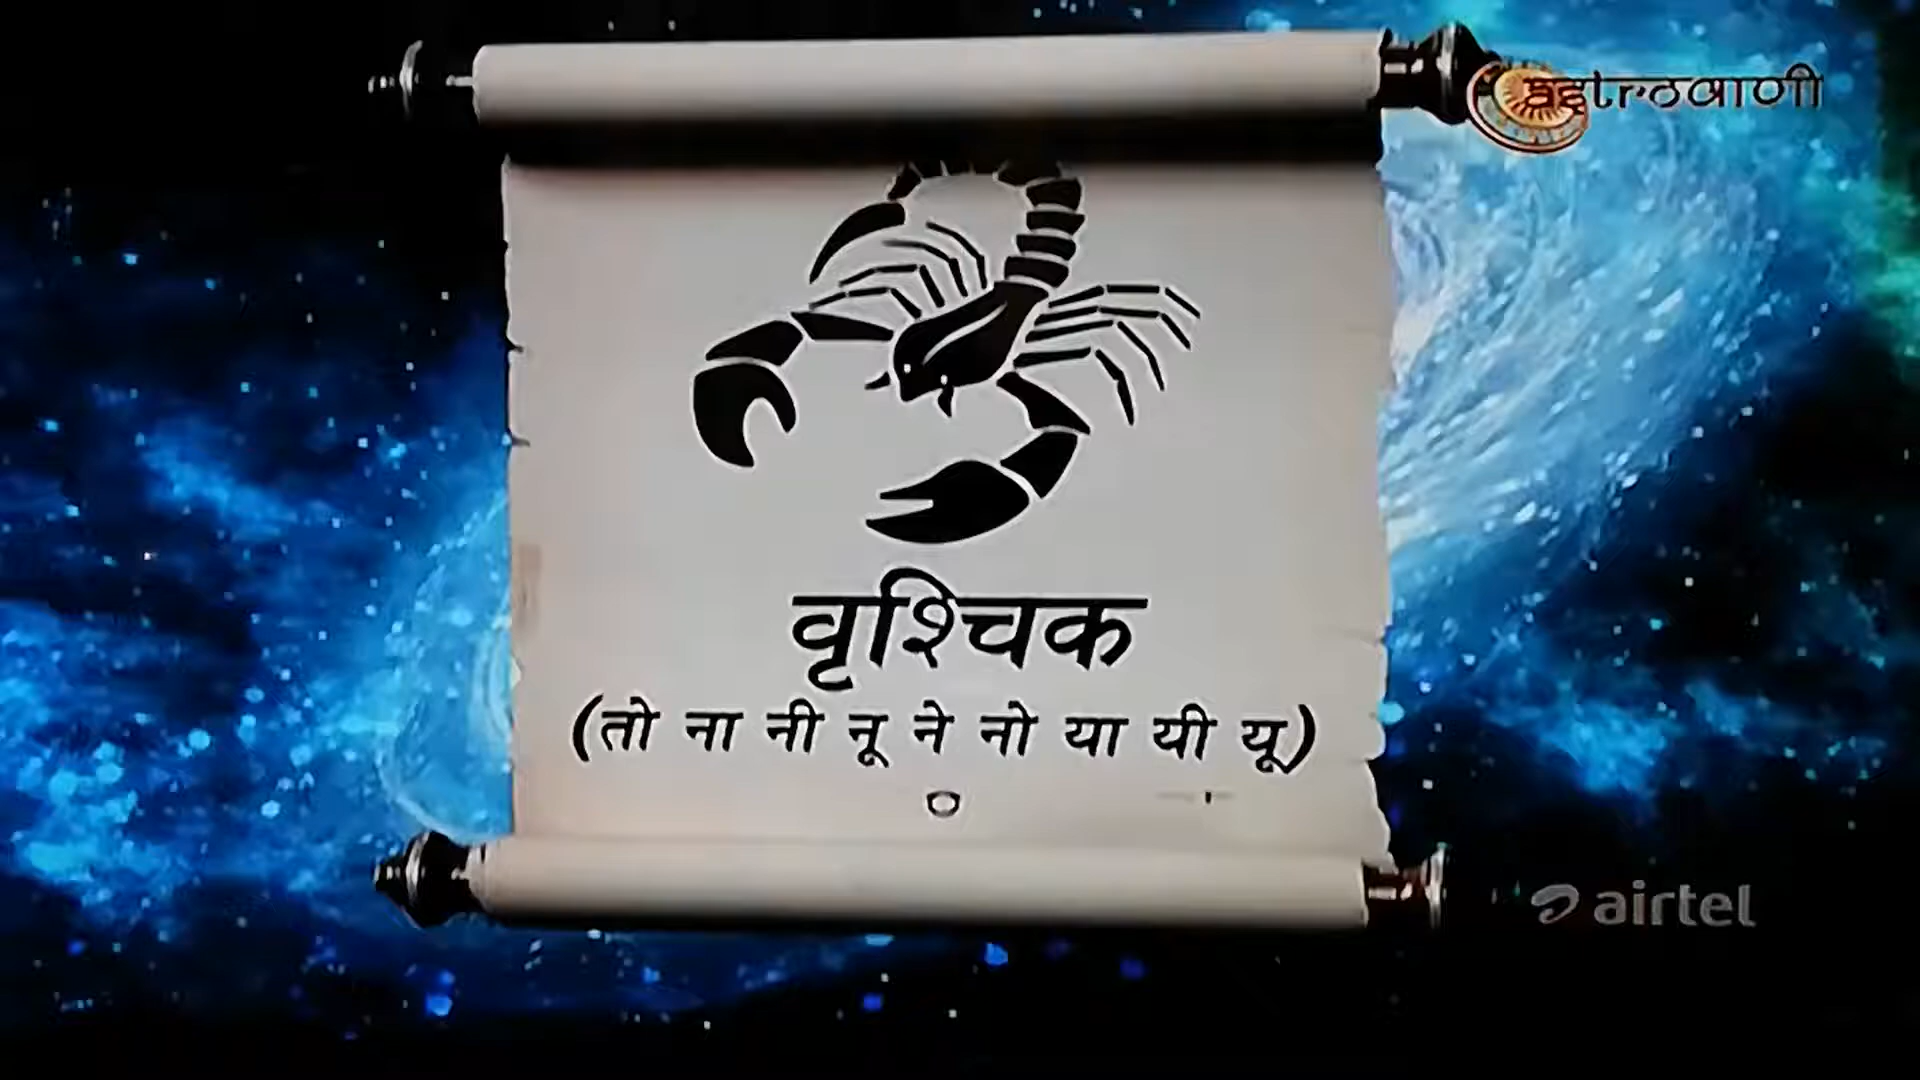 astroवाणी
वृश्चिक
(तो ना नी नू ने नो या यी यू)
airtel